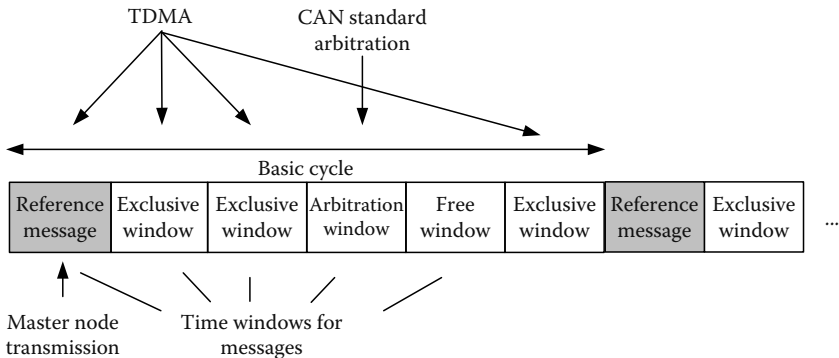 TDMA
CAN standard
arbitration
Basic cycle
Reference
message
Exclusive
window
Exclusive
window
Arbitration
window
Free
window
Exclusive
window
Reference
message
Exclusive
window
...
Master node
transmission
Time windows for
messages